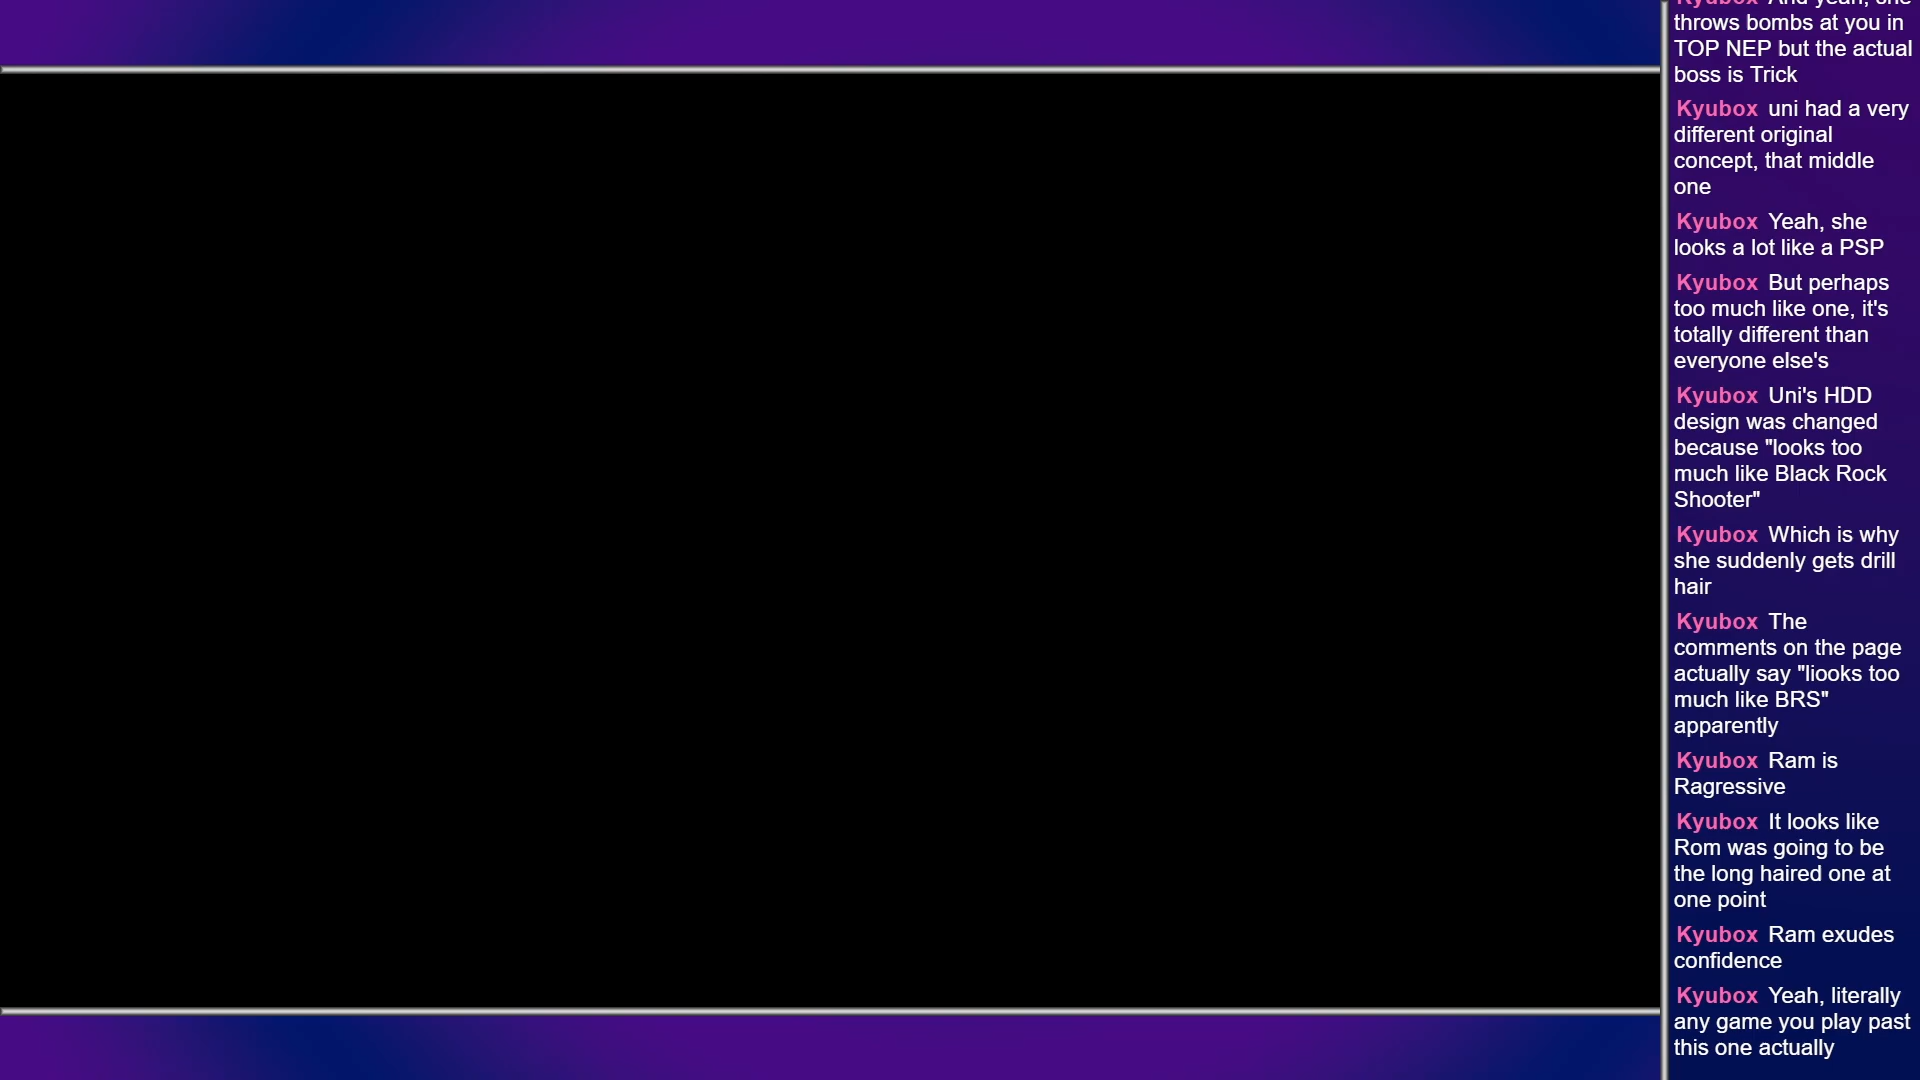 Kyubox And yeah, she
throws bombs at you in
TOP NEP but the actual
boss is Trick
Kyubox uni had a very
different original
concept, that middle
one
Kyubox Yeah, she
looks a lot like a PSP
Kyubox But perhaps
too much like one, it's
totally different than
everyone else's
Kyubox Uni's HDD
design was changed
because "looks too
much like Black Rock
Shooter"
Kyubox Which is why
she suddenly gets drill
hair
Kyubox The
comments on the page
actually say "liooks too
much like BRS"
apparently
Kyubox Ram is
Ragressive
Kyubox It looks like
Rom was going to be
the long haired one at
one point
Kyubox Ram exudes
confidence
Kyubox Yeah, literally
any game you play past
this one actually